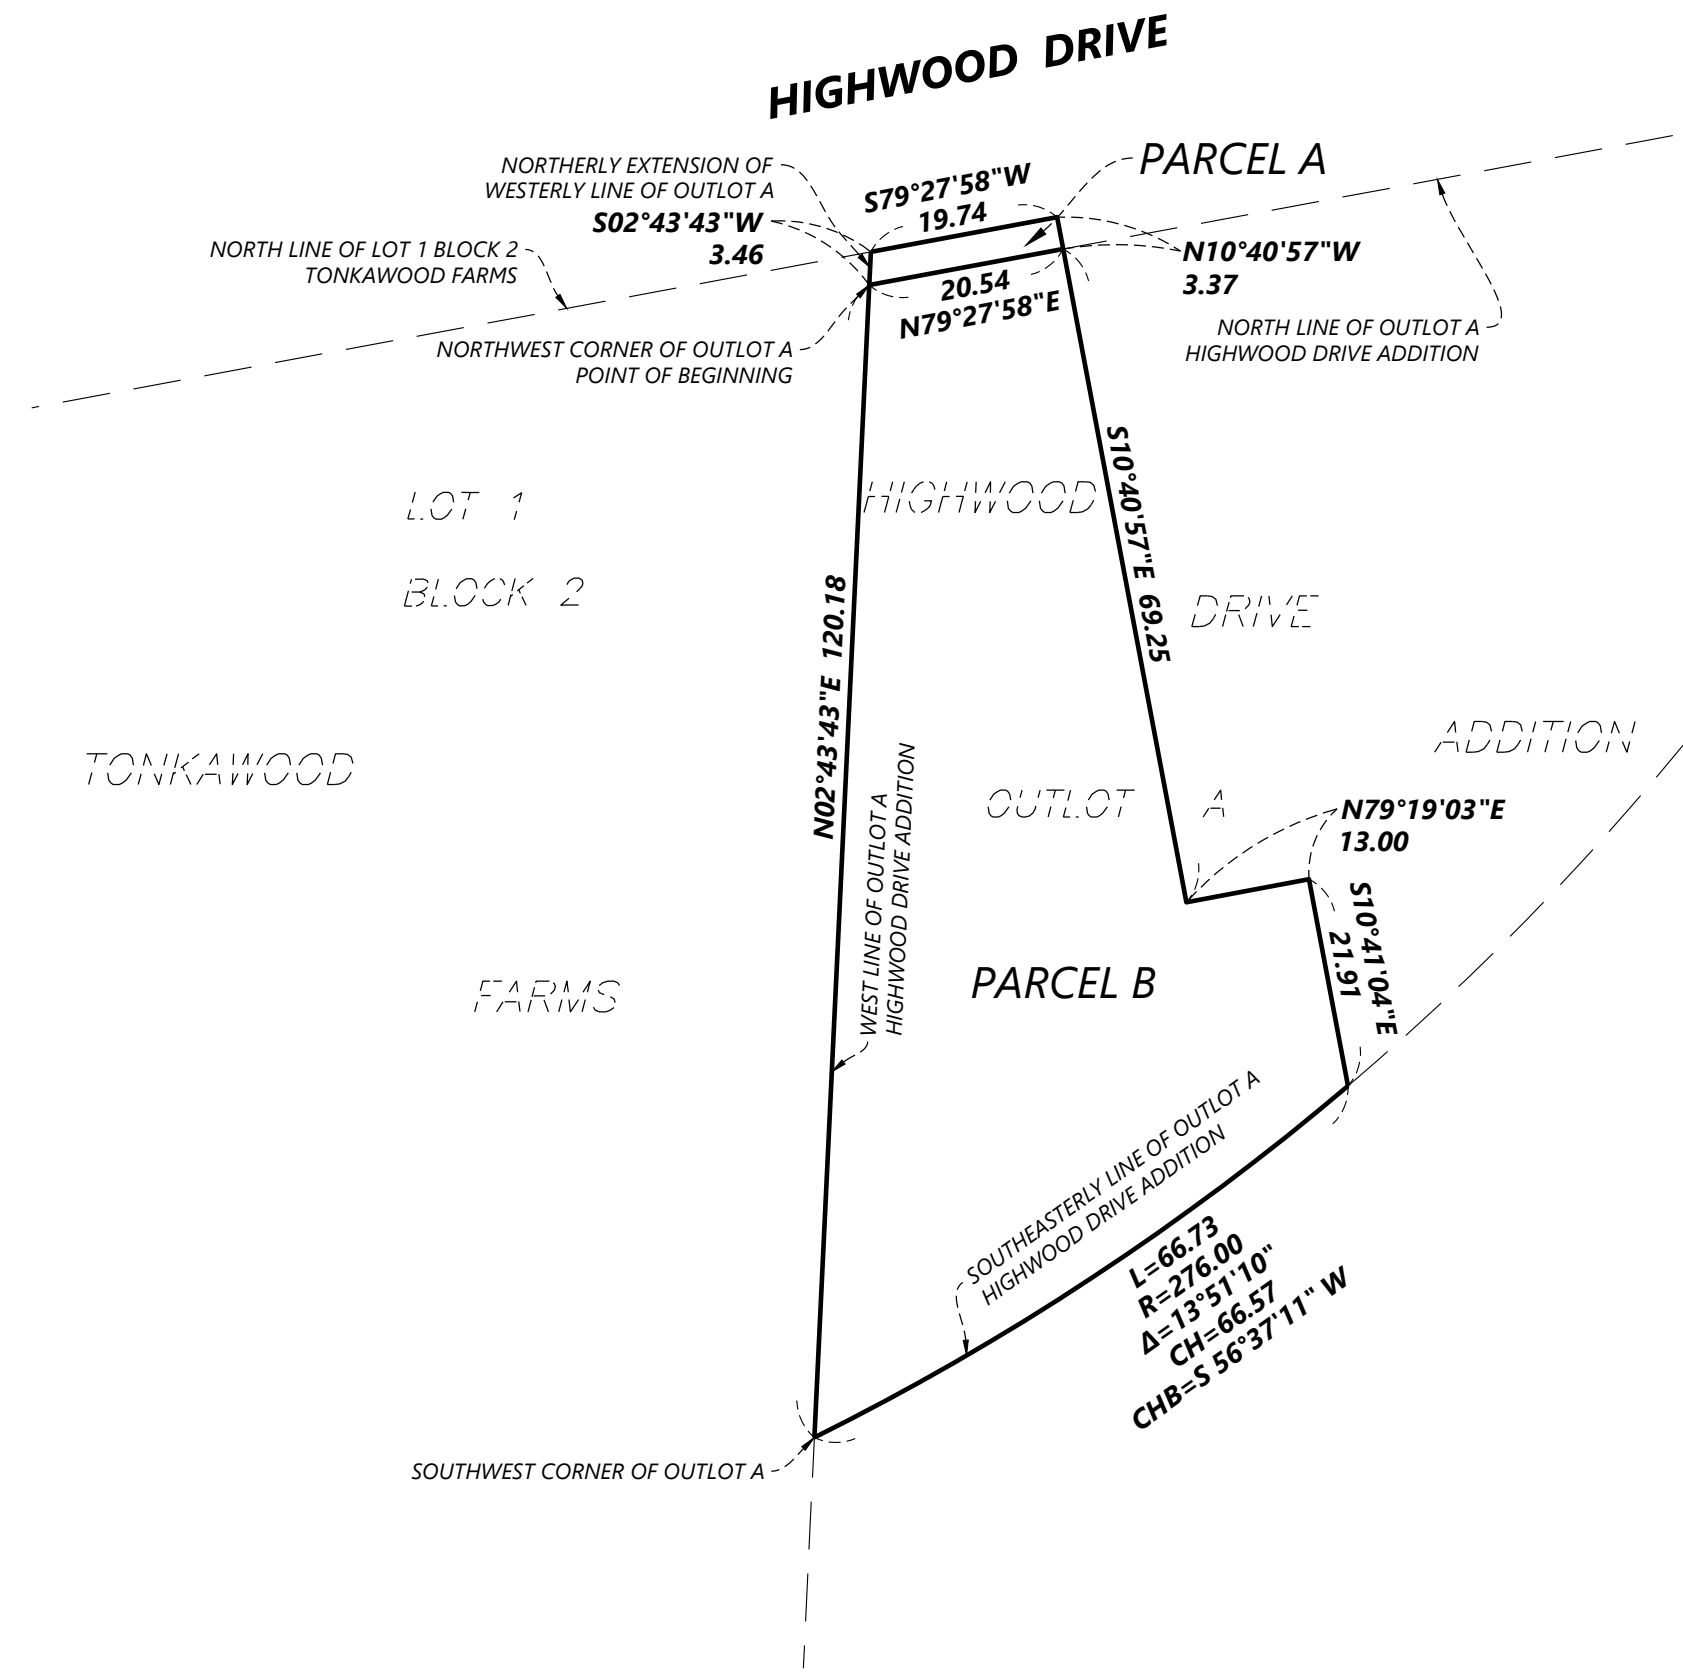 HIGHWOOD DRIVE
NORTHERLY EXTENSION OF
WESTERLY LINE OF OUTLOT A
S79°27'58"W
19.74
PARCEL A
S02°43'43"W
3.46
NORTH LINE OF LOT 1 BLOCK 2
TONKAWOOD FARMS
N10°40'57"W
3.37
20.54
N79°27'58"E
NORTH LINE OF OUTLOT A
HIGHWOOD DRIVE ADDITION
NORTHWEST CORNER OF OUTLOT A
POINT OF BEGINNING
LOT 1
BLOCK 2
HIGHWOOD
S10°40'57"E 69.25
DRIVE
N02°43'43"E 120.18
TONKAWOOD
ADDITION
WEST LINE OF OUTLOT A
HIGHWOOD DRIVE ADDITION
OUTLOT A
N79°19'03"E
13.00
S10°41'04"E
21.91
FARMS
PARCEL B
SOUTHEASTERLY LINE OF OUTLOT A
HIGHWOOD DRIVE ADDITION
L=66.73
R=276.00
Δ=13°51'10"
CH=66.57
CHB=S 56°37'11" W
SOUTHWEST CORNER OF OUTLOT A